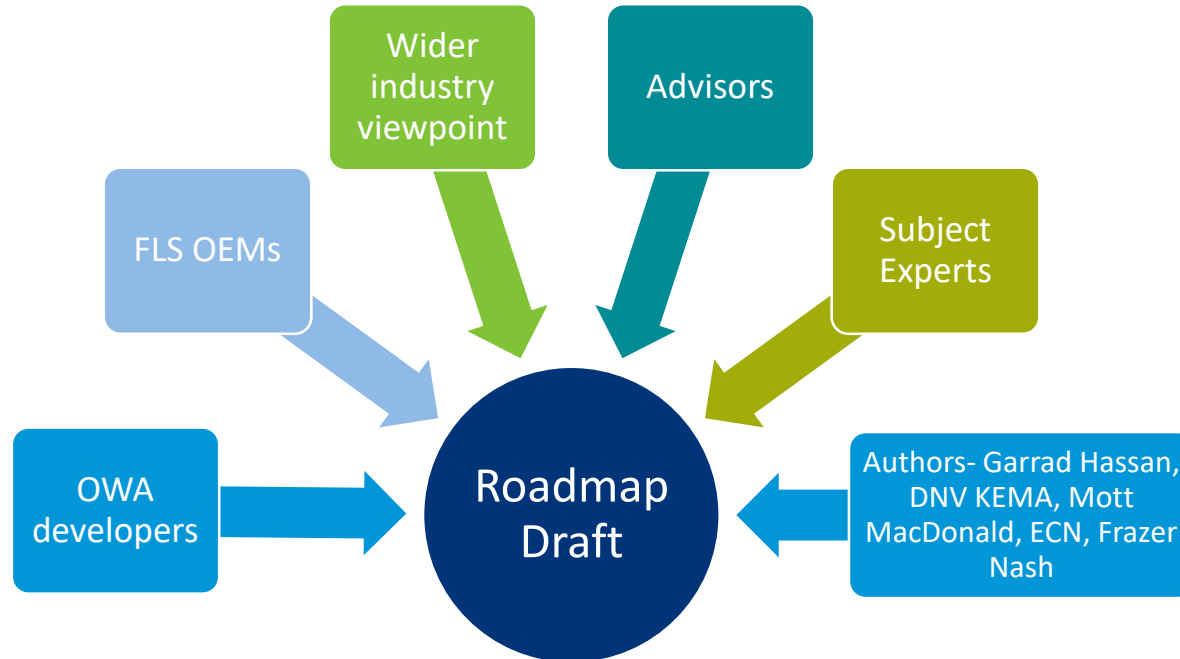 Wider
industry
viewpoint
Advisors
FLS OEMs
Subject
Experts
OWA
developers
Roadmap
Draft
Authors- Garrad Hassan,
DNV KEMA, Mott
MacDonald, ECN, Frazer
Nash